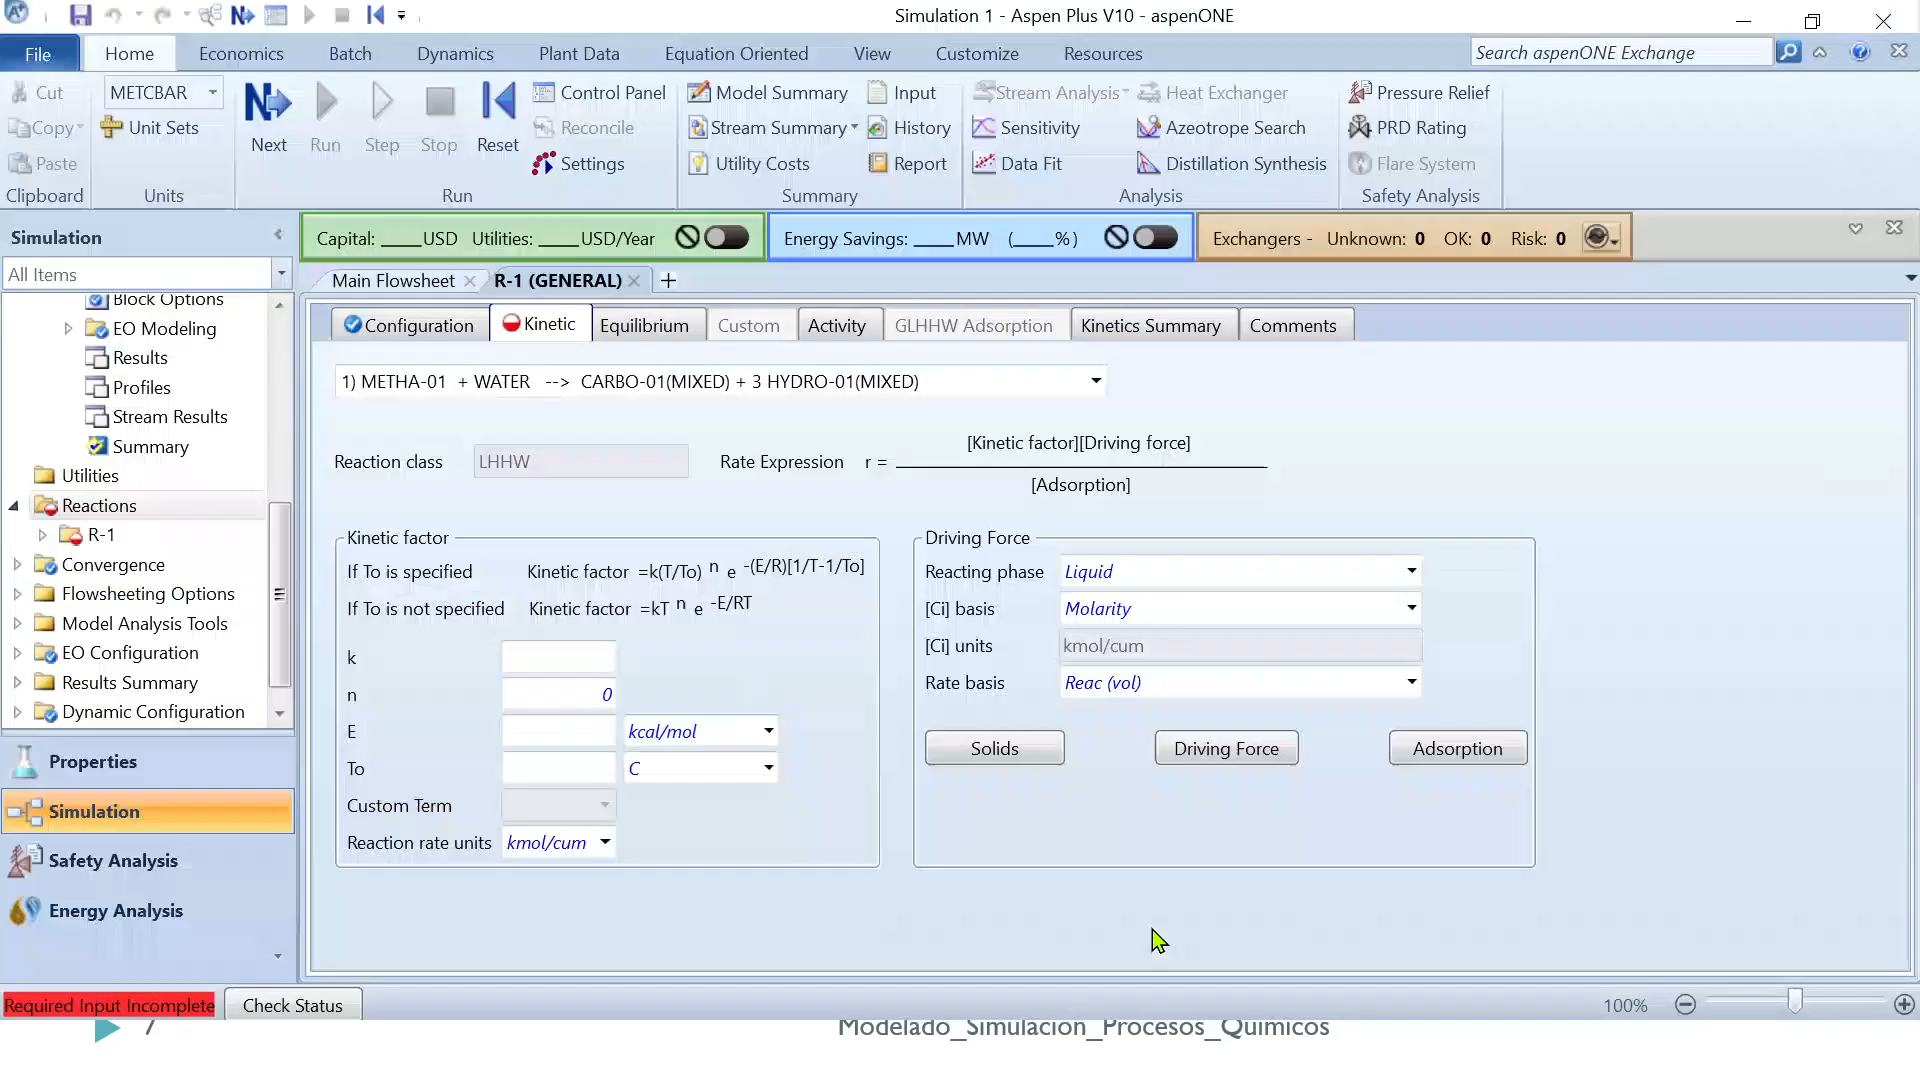 Simulation 1 - Aspen Plus V10 - aspenONE
File Home Economics Batch Dynamics Plant Data Equation Oriented View Customize Resources Search aspenONE Exchange
Cut METCBAR Control Panel Model Summary Input Stream Analysis Heat Exchanger Pressure Relief
Copy Unit Sets Next Run Step Stop Reset Reconcile Stream Summary History Sensitivity Azeotrope Search PRD Rating
Paste Settings Utility Costs Report Data Fit Distillation Synthesis Flare System
Clipboard Units Run Summary Analysis Safety Analysis
Simulation Capital: ____USD Utilities: ____USD/Year Energy Savings: ____MW (____%) Exchangers - Unknown: 0 OK: 0 Risk: 0
All Items Main Flowsheet R-1 (GENERAL) +
Block Options
EO Modeling
Results
Profiles
Stream Results
Summary
Utilities
Reactions
R-1
Convergence
Flowsheeting Options
Model Analysis Tools
EO Configuration
Results Summary
Dynamic Configuration
Properties
Simulation
Safety Analysis
Energy Analysis
Configuration Kinetic Equilibrium Custom Activity GLHHW Adsorption Kinetics Summary Comments
1) METHA-01 + WATER --> CARBO-01(MIXED) + 3 HYDRO-01(MIXED)
Reaction class LHHW Rate Expression r = [Kinetic factor][Driving force]
[Adsorption]
Kinetic factor
If To is specified Kinetic factor =k(T/To) n e -(E/R)[1/T-1/To]
If To is not specified Kinetic factor =kT n e -E/RT
k
n 0
E kcal/mol
To C
Custom Term
Reaction rate units kmol/cum
Driving Force
Reacting phase Liquid
[Ci] basis Molarity
[Ci] units kmol/cum
Rate basis Reac (vol)
Solids Driving Force Adsorption
Required Input Incomplete Check Status 100%
7 Modelado_Simulacion_Procesos_Quimicos